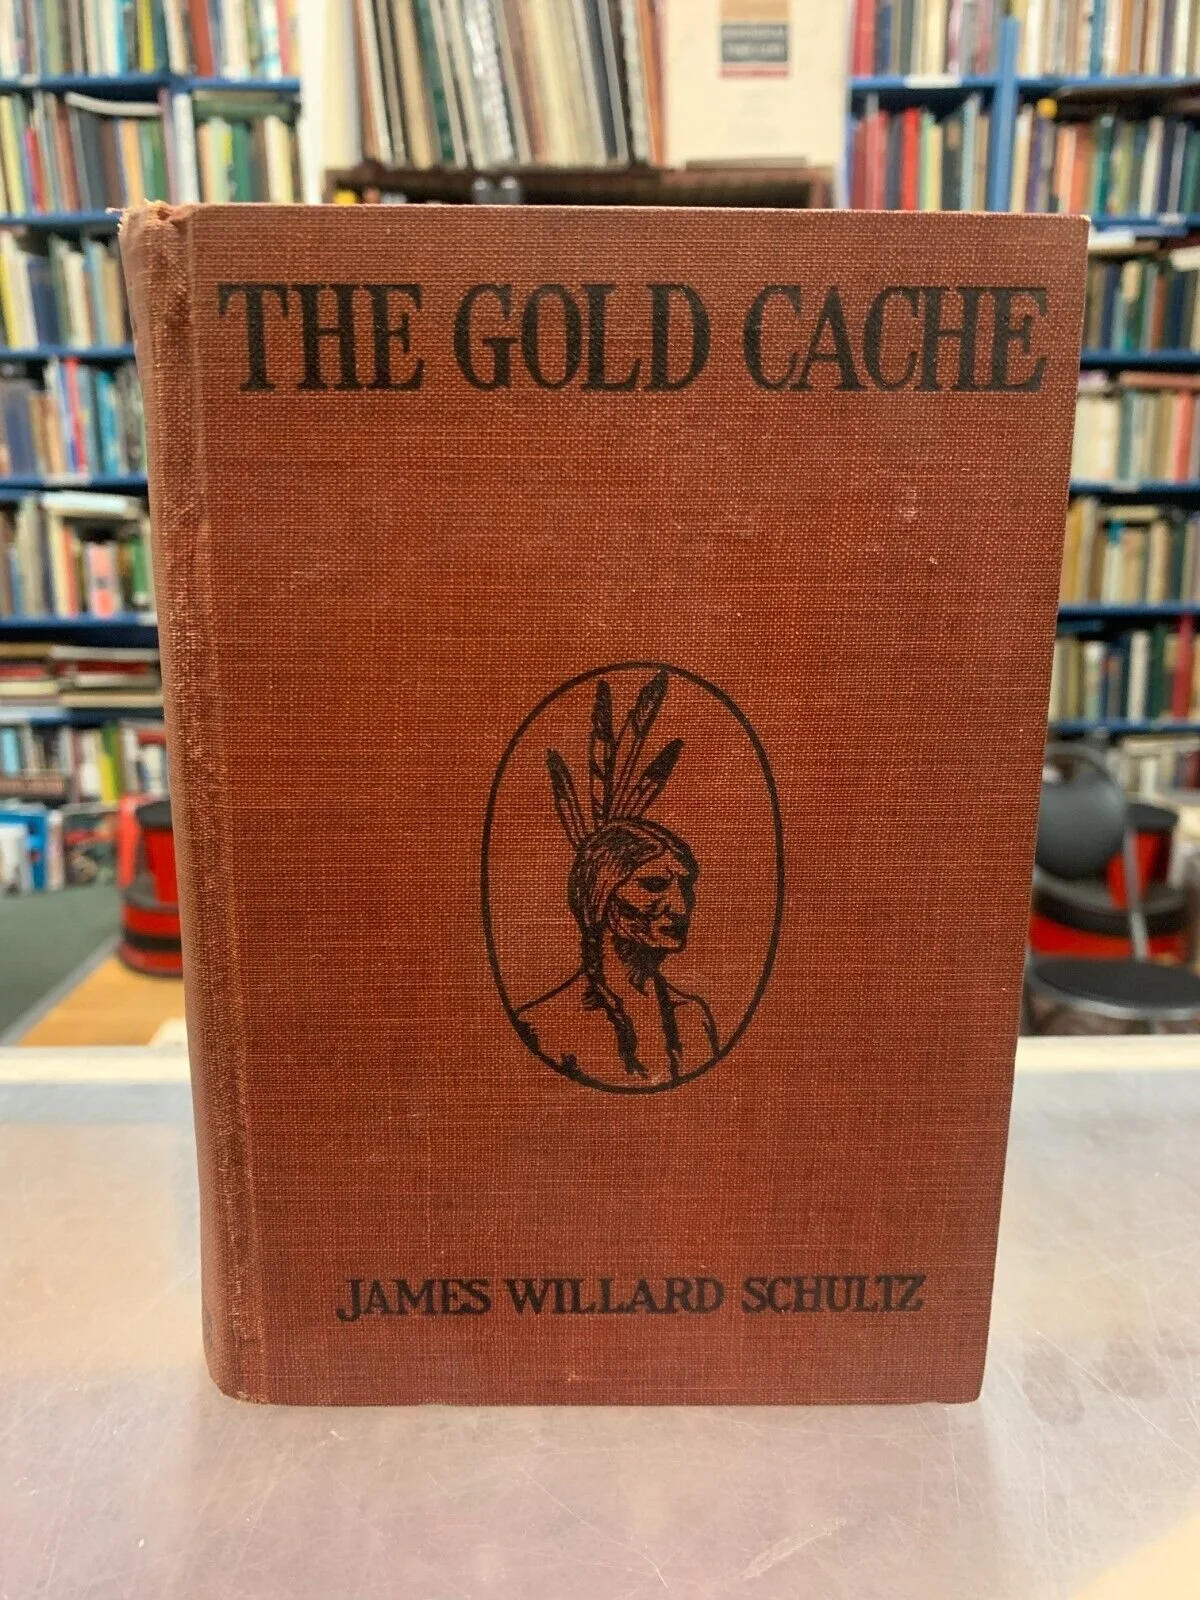 THE GOLD CACHE
JAMES WILLARD SCHULTZ